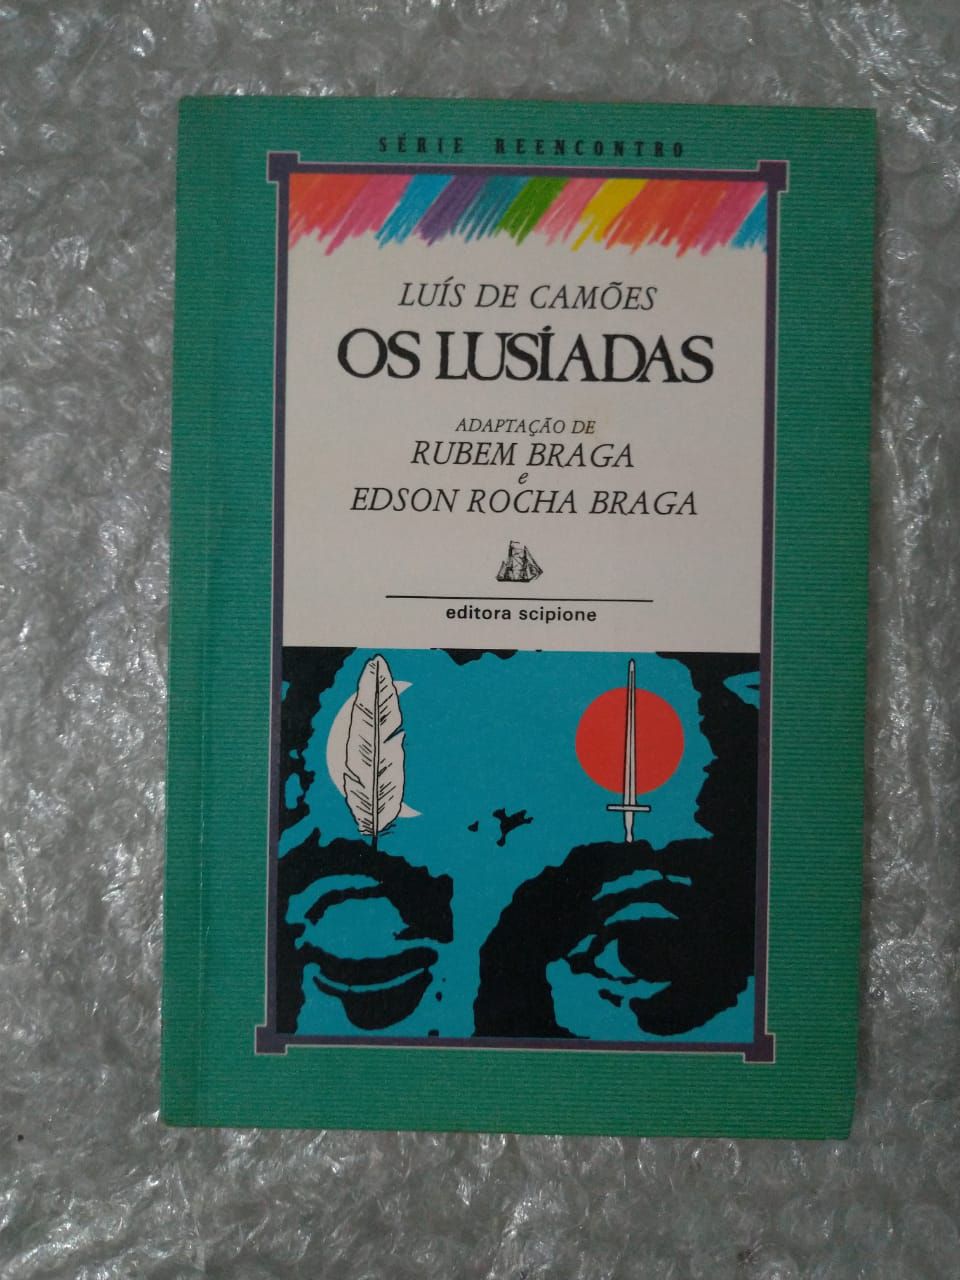 SÉRIE REENCONTRO
LUÍS DE CAMÕES
OS LUSÍADAS
ADAPTAÇÃO DE
RUBEM BRAGA
e
EDSON ROCHA BRAGA
editora scipione